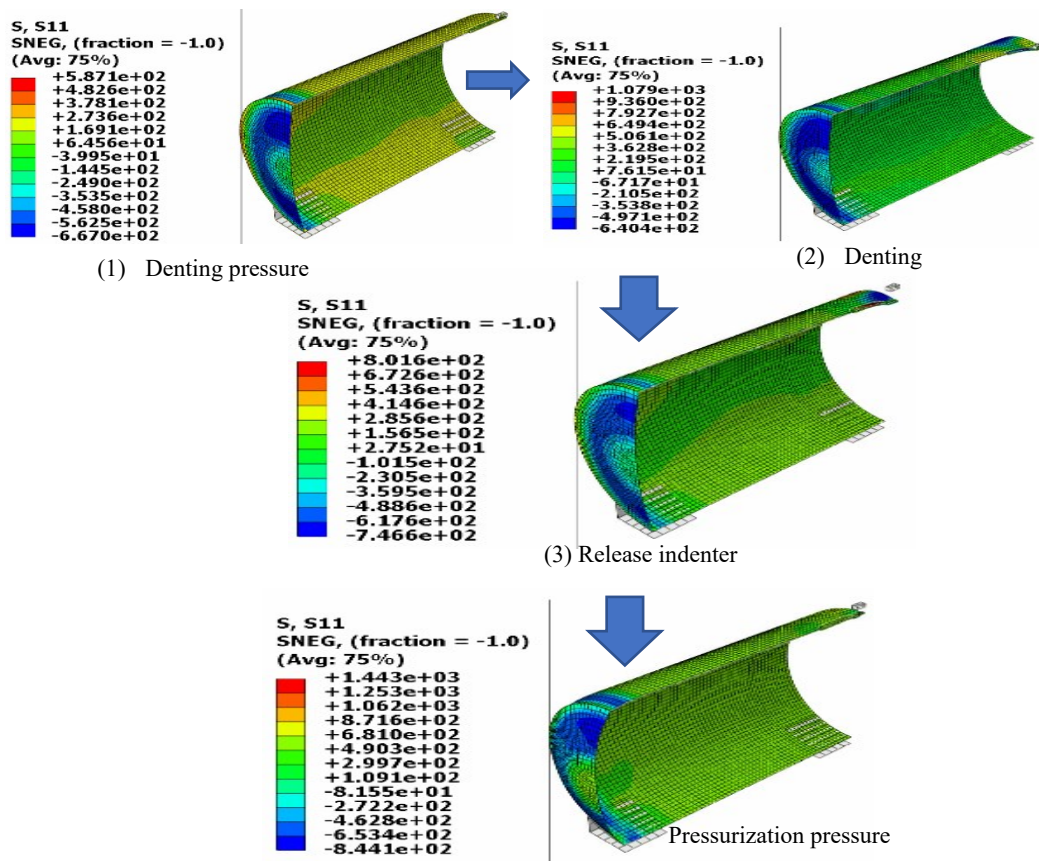 S, S11
SNEG, (fraction = -1.0)
(Avg: 75%)
+5.871e+02
+4.826e+02
+3.781e+02
+2.736e+02
+1.691e+02
+6.456e+01
-3.995e+01
-1.445e+02
-2.490e+02
-3.535e+02
-4.580e+02
-5.625e+02
-6.670e+02
(1) Denting pressure
S, S11
SNEG, (fraction = -1.0)
(Avg: 75%)
+1.079e+03
+9.360e+02
+7.927e+02
+6.494e+02
+5.061e+02
+3.628e+02
+2.195e+02
+7.615e+01
-6.717e+01
-2.105e+02
-3.538e+02
-4.971e+02
-6.404e+02
(2) Denting
S, S11
SNEG, (fraction = -1.0)
(Avg: 75%)
+8.016e+02
+6.726e+02
+5.436e+02
+4.146e+02
+2.856e+02
+1.565e+02
+2.752e+01
-1.015e+02
-2.305e+02
-3.595e+02
-4.886e+02
-6.176e+02
-7.466e+02
(3) Release indenter
S, S11
SNEG, (fraction = -1.0)
(Avg: 75%)
+1.443e+03
+1.253e+03
+1.062e+03
+8.716e+02
+6.810e+02
+4.903e+02
+2.997e+02
+1.091e+02
-8.155e+01
-2.722e+02
-4.628e+02
-6.534e+02
-8.441e+02
Pressurization pressure